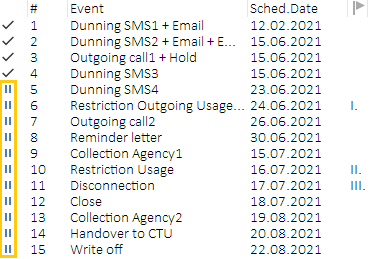 # Event Sched.Date
1 Dunning SMS1 + Email 12.02.2021
2 Dunning SMS2 + Email + E... 15.06.2021
3 Outgoing call1 + Hold 15.06.2021
4 Dunning SMS3 15.06.2021
5 Dunning SMS4 23.06.2021
6 Restriction Outgoing Usage... 24.06.2021 I.
7 Outgoing call2 26.06.2021
8 Reminder letter 30.06.2021
9 Collection Agency1 15.07.2021
10 Restriction Usage 16.07.2021 II.
11 Disconnection 17.07.2021 III.
12 Close 18.07.2021
13 Collection Agency2 19.08.2021
14 Handover to CTU 20.08.2021
15 Write off 22.08.2021